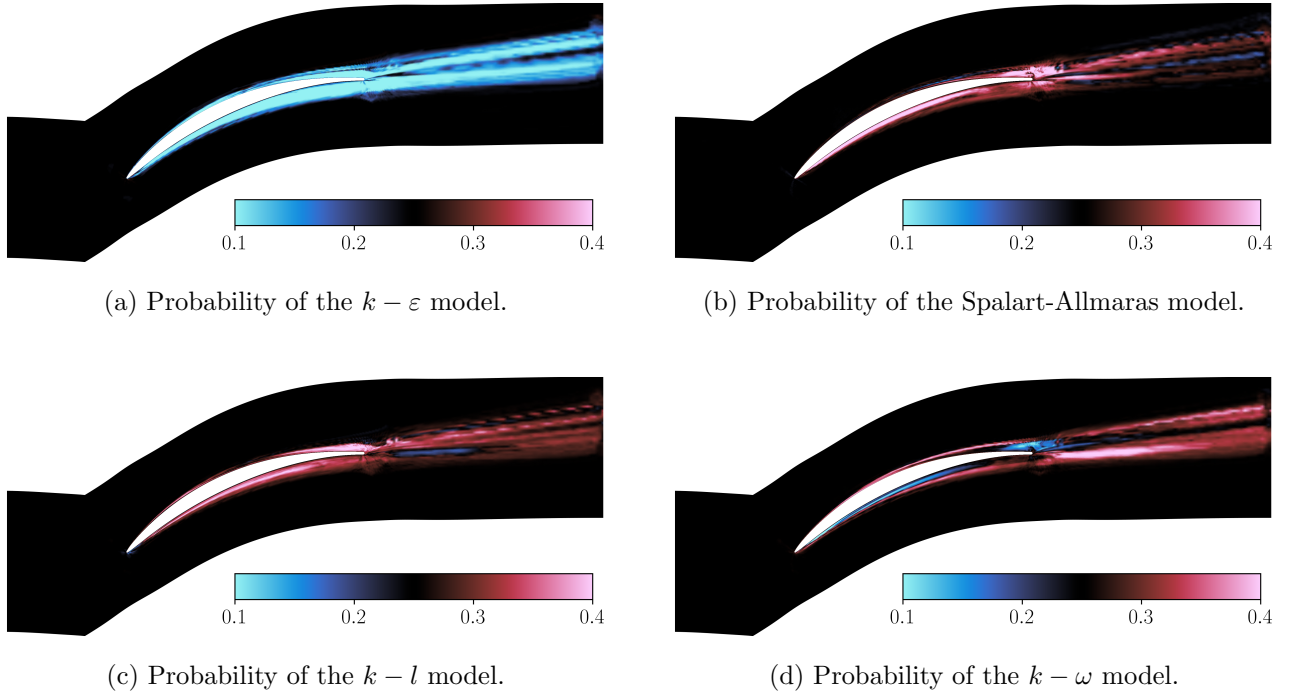 0.1 0.2 0.3 0.4
0.1 0.2 0.3 0.4
(a) Probability of the k − ε model.
(b) Probability of the Spalart-Allmaras model.
0.1 0.2 0.3 0.4
0.1 0.2 0.3 0.4
(c) Probability of the k − l model.
(d) Probability of the k − ω model.